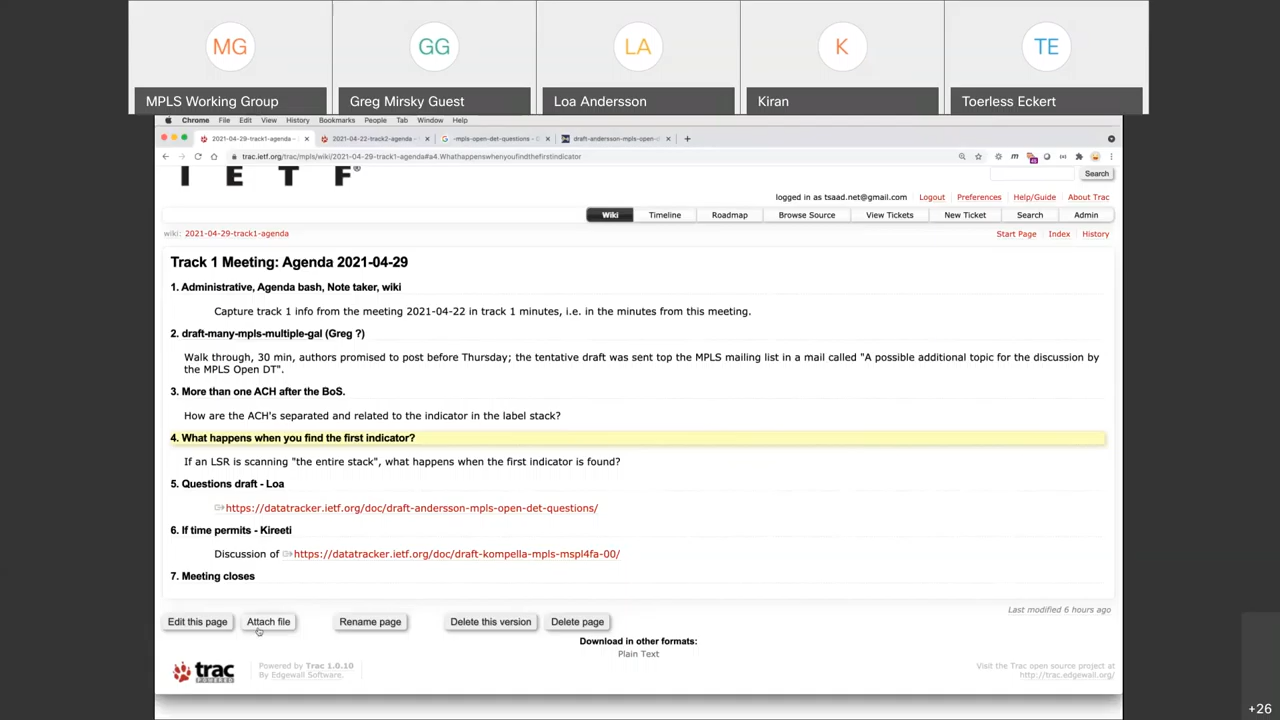 MG
GG
LA
K
TE
MPLS Working Group
Greg Mirsky Guest
Loa Andersson
Kiran
Toerless Eckert
Chrome File Edit View History Bookmarks People Tab Window Help
2021-04-29-track1-agenda -
2021-04-22-track2-agenda -
-mpls-open-det-questions -
draft-andersson-mpls-open-d
trac.ietf.org/trac/mpls/wiki/2021-04-29-track1-agenda#a4.Whathappenswhenyoufindthefirstindicator
I E T F®
Search
logged in as tsaad.net@gmail.com Logout Preferences Help/Guide About Trac
Wiki Timeline Roadmap Browse Source View Tickets New Ticket Search Admin
wiki: 2021-04-29-track1-agenda
Start Page Index History
Track 1 Meeting: Agenda 2021-04-29
1. Administrative, Agenda bash, Note taker, wiki
Capture track 1 info from the meeting 2021-04-22 in track 1 minutes, i.e. in the minutes from this meeting.
2. draft-many-mpls-multiple-gal (Greg ?)
Walk through, 30 min, authors promised to post before Thursday; the tentative draft was sent top the MPLS mailing list in a mail called "A possible additional topic for the discussion by
the MPLS Open DT".
3. More than one ACH after the BoS.
How are the ACH's separated and related to the indicator in the label stack?
4. What happens when you find the first indicator?
If an LSR is scanning "the entire stack", what happens when the first indicator is found?
5. Questions draft - Loa
https://datatracker.ietf.org/doc/draft-andersson-mpls-open-det-questions/
6. If time permits - Kireeti
Discussion of https://datatracker.ietf.org/doc/draft-kompella-mpls-mspl4fa-00/
7. Meeting closes
Last modified 6 hours ago
Edit this page Attach file Rename page Delete this version Delete page
Download in other formats:
Plain Text
trac
POWERED
Powered by Trac 1.0.10
By Edgewall Software.
Visit the Trac open source project at
http://trac.edgewall.org/
+26